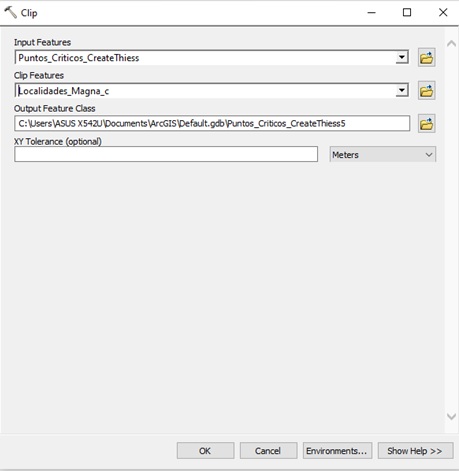 Clip
Input Features
Puntos_Criticos_CreateThiess
Clip Features
Localidades_Magna_c
Output Feature Class
C:\Users\ASUS X542U\Documents\ArcGIS\Default.gdb\Puntos_Criticos_CreateThiess5
XY Tolerance (optional)
Meters
OK Cancel Environments... Show Help >>